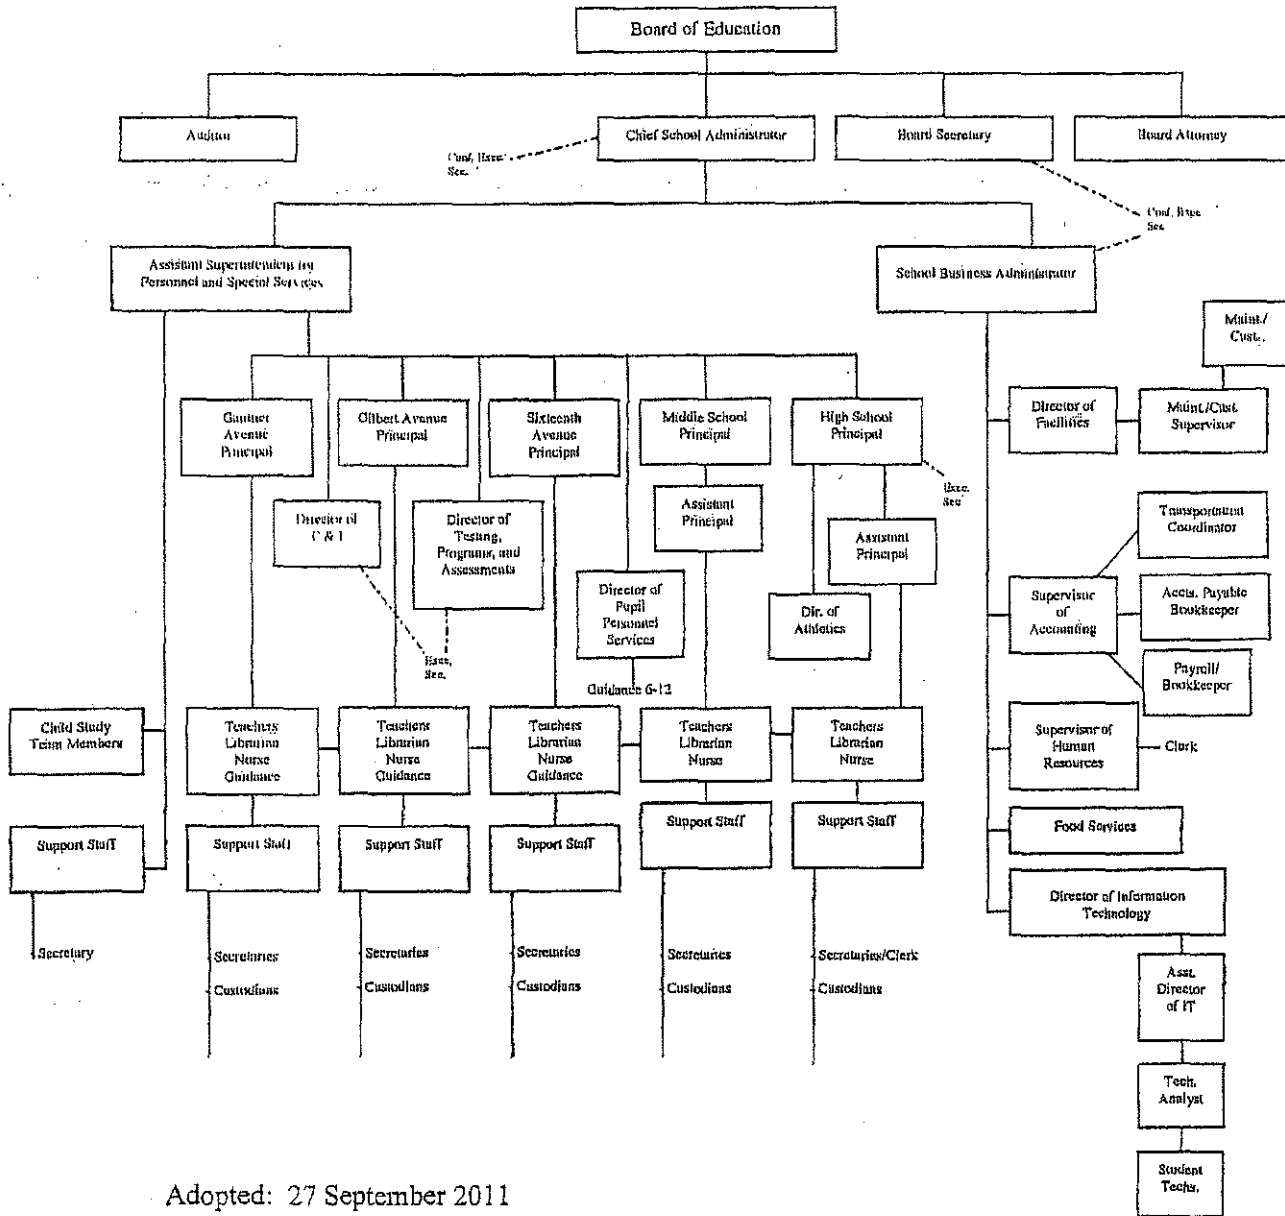 Board of Education
Auditor
Chief School Administrator
Board Secretary
Board Attorney
Conf. Exec.
Sec.
Conf. Exec.
Sec.
Assistant Superintendent for
Personnel and Special Services
School Business Administrator
Maint./
Cust.
Avenue
Principal
Gilbert Avenue
Principal
Sixteenth
Avenue
Principal
Middle School
Principal
High School
Principal
Director of
Facilities
Maint./Cust.
Supervisor
Exec.
Sec.
Director of
C & I
Director of
Testing,
Programs, and
Assessments
Assistant
Principal
Assistant
Principal
Transportation
Coordinator
Director of
Pupil
Personnel
Services
Dir. of
Athletics
Supervisor
of
Accounting
Accts. Payable
Bookkeeper
Exec.
Sec.
Guidance 6-12
Payroll/
Bookkeeper
Child Study
Team Members
Teachers
Librarian
Nurse
Guidance
Teachers
Librarian
Nurse
Guidance
Teachers
Librarian
Nurse
Guidance
Teachers
Librarian
Nurse
Teachers
Librarian
Nurse
Supervisor of
Human
Resources
Clerk
Support Staff
Support Staff
Support Staff
Support Staff
Support Staff
Support Staff
Food Services
Director of Information
Technology
Secretary
Secretaries
Custodians
Secretaries
Custodians
Secretaries
Custodians
Secretaries
Custodians
Secretaries/Clerk
Custodians
Asst.
Director
of IT
Tech.
Analyst
Student
Techs.
Adopted: 27 September 2011